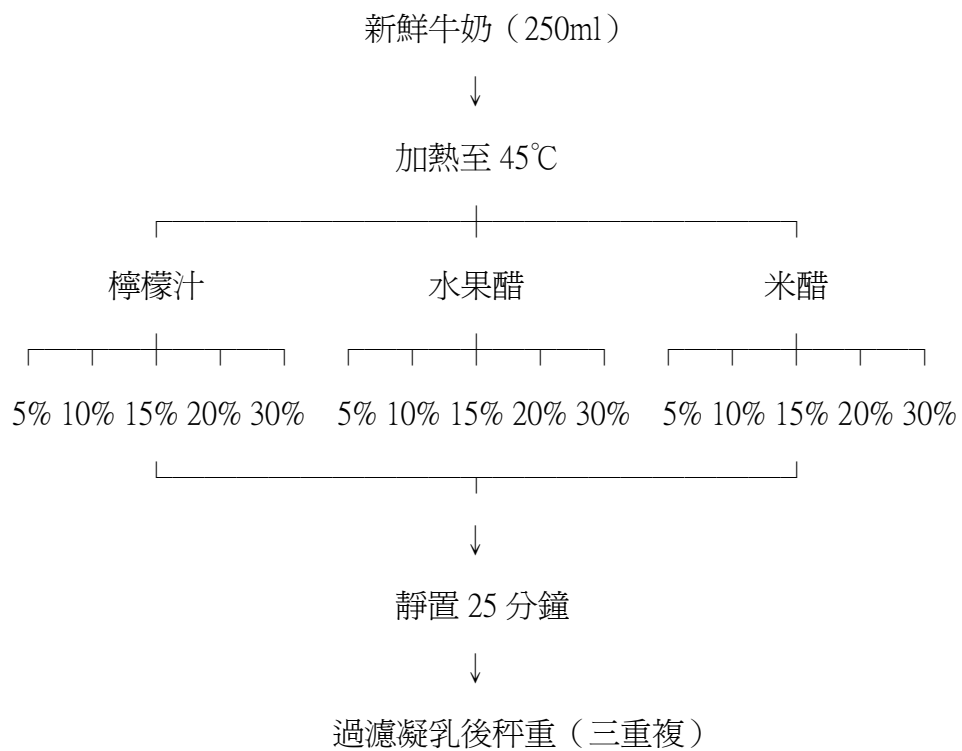 新鮮牛奶（250ml）
↓
加熱至 45℃
檸檬汁 水果醋 米醋
5% 10% 15% 20% 30% 5% 10% 15% 20% 30% 5% 10% 15% 20% 30%
↓
靜置 25 分鐘
↓
過濾凝乳後秤重（三重複）